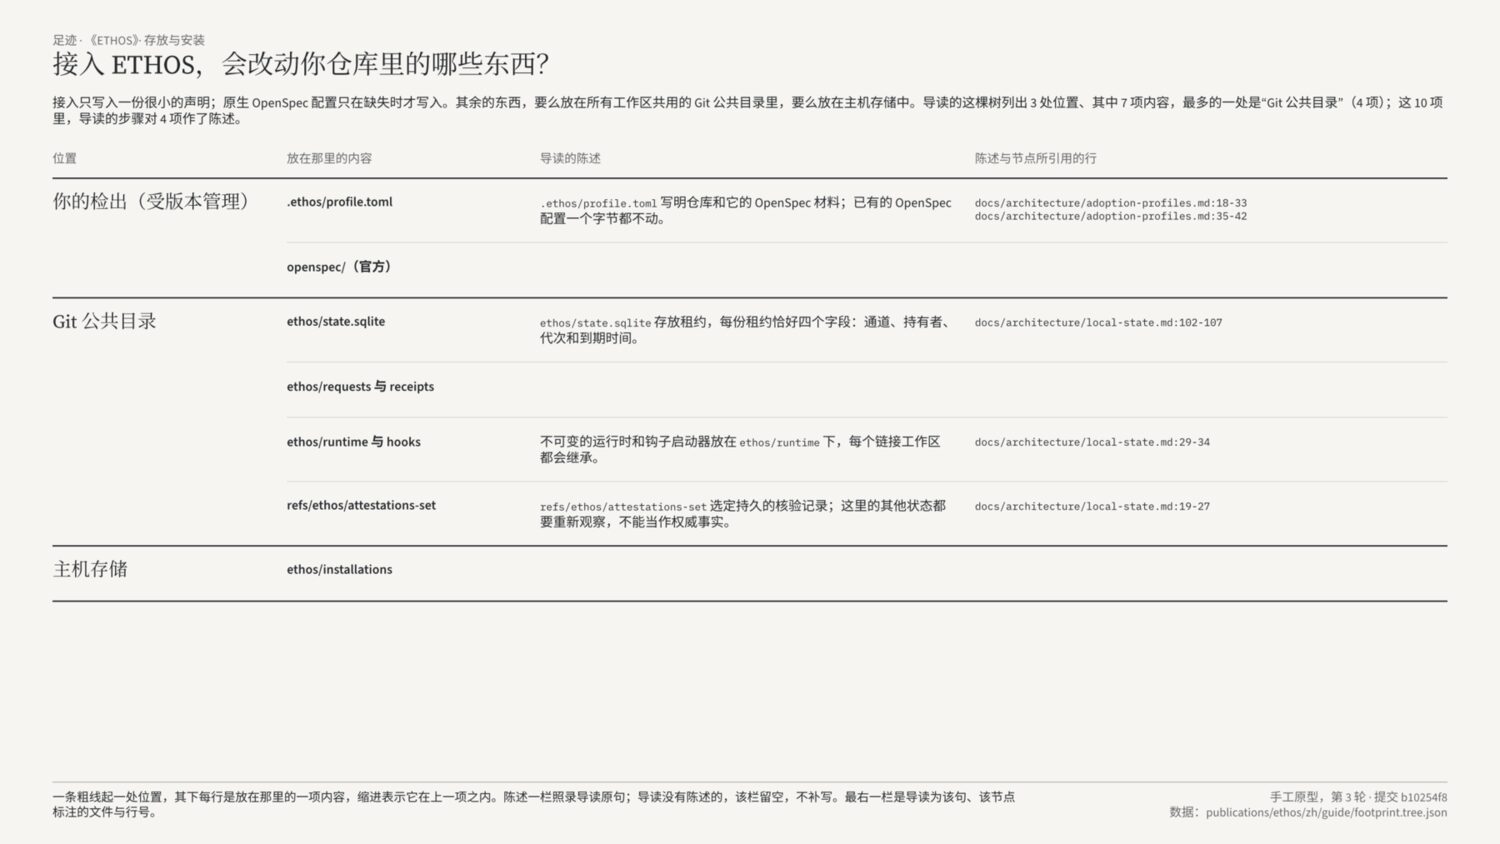 足迹 · 《ETHOS》· 存放与安装
接入 ETHOS，会改动你仓库里的哪些东西？
接入只写入一份很小的声明；原生 OpenSpec 配置只在缺失时才写入。其余的东西，要么放在所有工作区共用的 Git 公共目录里，要么放在主机存储中。导读的这棵树列出 3 处位置、其中 7 项内容，最多的一处是“Git 公共目录”（4 项）；这 10 项
里，导读的步骤对 4 项作了陈述。
位置 放在那里的内容 导读的陈述 陈述与节点所引用的行
你的检出（受版本管理） .ethos/profile.toml .ethos/profile.toml 写明仓库和它的 OpenSpec 材料；已有的 OpenSpec docs/architecture/adoption-profiles.md:18-33
配置一个字节都不动。 docs/architecture/adoption-profiles.md:35-42
openspec/（官方）
Git 公共目录 ethos/state.sqlite ethos/state.sqlite 存放租约，每份租约恰好四个字段：通道、持有者、 docs/architecture/local-state.md:102-107
代次和到期时间。
ethos/requests 与 receipts
ethos/runtime 与 hooks 不可变的运行时和钩子启动器放在 ethos/runtime 下，每个链接工作区 docs/architecture/local-state.md:29-34
都会继承。
refs/ethos/attestations-set refs/ethos/attestations-set 选定持久的核验记录；这里的其他状态都 docs/architecture/local-state.md:19-27
要重新观察，不能当作权威事实。
主机存储 ethos/installations
一条粗线起一处位置，其下每行是放在那里的一项内容，缩进表示它在上一项之内。陈述一栏照录导读原句；导读没有陈述的，该栏留空，不补写。最右一栏是导读为该句、该节点
标注的文件与行号。
手工原型，第 3 轮 · 提交 b10254f8
数据：publications/ethos/zh/guide/footprint.tree.json